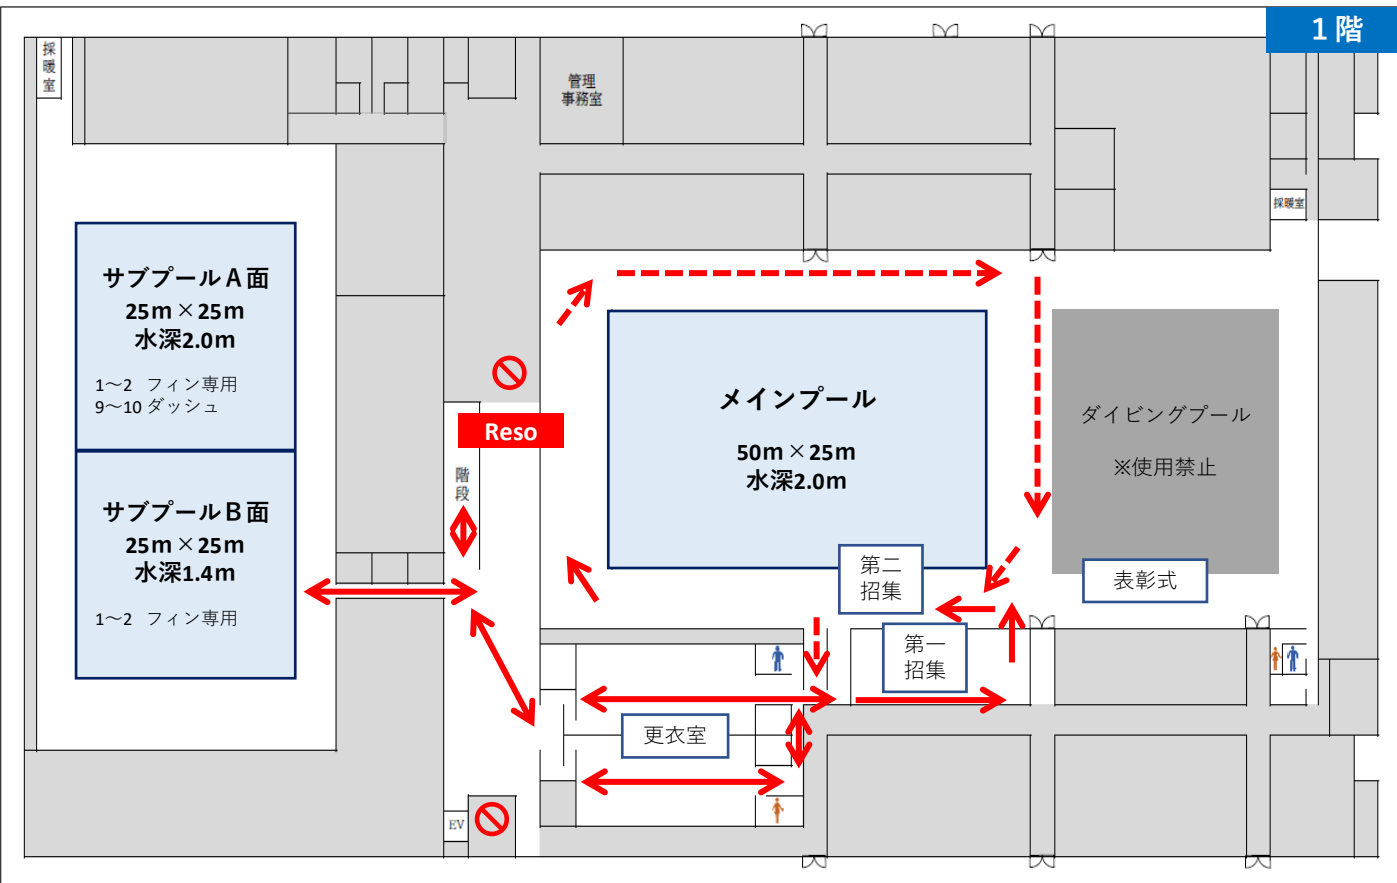 1階
採暖室
管理
事務室
採暖室
サブプールA面
25m×25m
水深2.0m
1～2 フィン専用
9～10 ダッシュ
サブプールB面
25m×25m
水深1.4m
1～2 フィン専用
Reso
階段
メインプール
50m×25m
水深2.0m
ダイビングプール
※使用禁止
第二
招集
表彰式
第一
招集
更衣室
EV